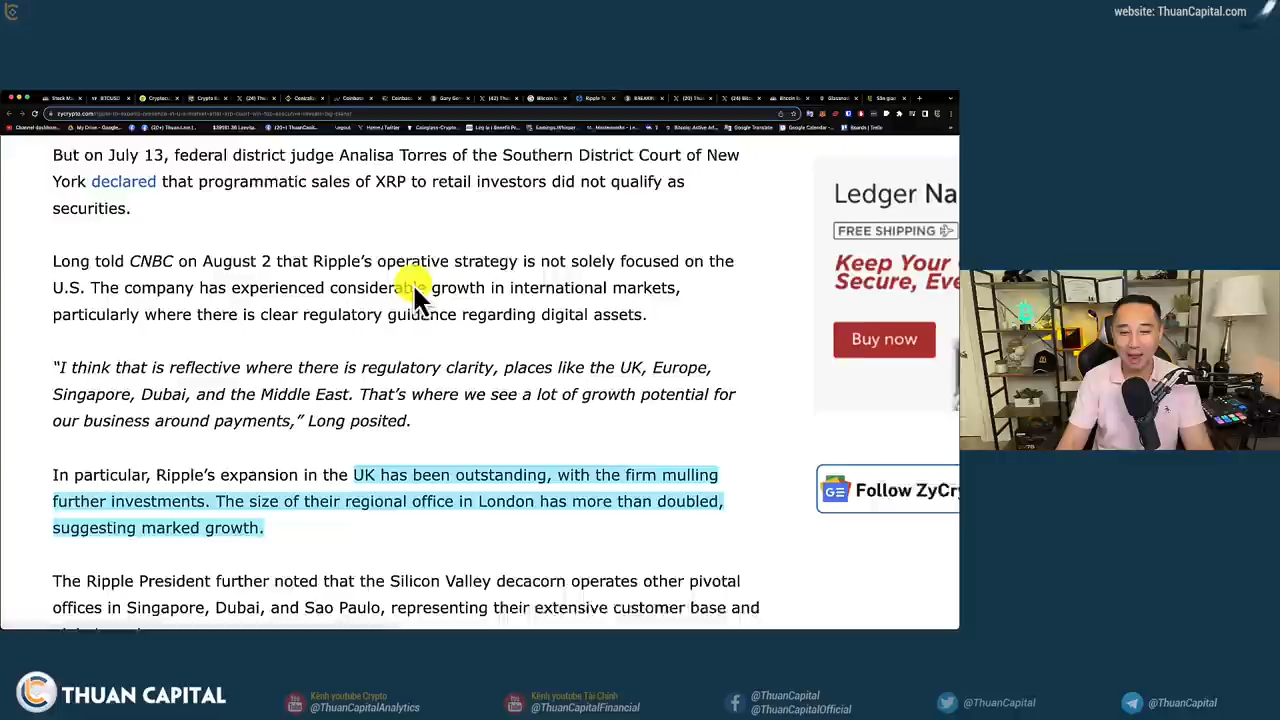 website: ThuanCapital.com
But on July 13, federal district judge Analisa Torres of the Southern District Court of New
York declared that programmatic sales of XRP to retail investors did not qualify as
securities.
Long told CNBC on August 2 that Ripple’s operative strategy is not solely focused on the
U.S. The company has experienced considerable growth in international markets,
particularly where there is clear regulatory guidance regarding digital assets.
“I think that is reflective where there is regulatory clarity, places like the UK, Europe,
Singapore, Dubai, and the Middle East. That’s where we see a lot of growth potential for
our business around payments,” Long posited.
In particular, Ripple’s expansion in the UK has been outstanding, with the firm mulling
further investments. The size of their regional office in London has more than doubled,
suggesting marked growth.
The Ripple President further noted that the Silicon Valley decacorn operates other pivotal
offices in Singapore, Dubai, and Sao Paulo, representing their extensive customer base and
Ledger Na
FREE SHIPPING
Keep Your
Secure, Eve
Buy now
Follow ZyCry
THUAN CAPITAL
Kênh youtube Crypto
@ThuanCapitalAnalytics
Kênh youtube Tài Chính
@ThuanCapitalFinancial
@ThuanCapital
@ThuanCapitalOfficial
@ThuanCapital
@ThuanCapital